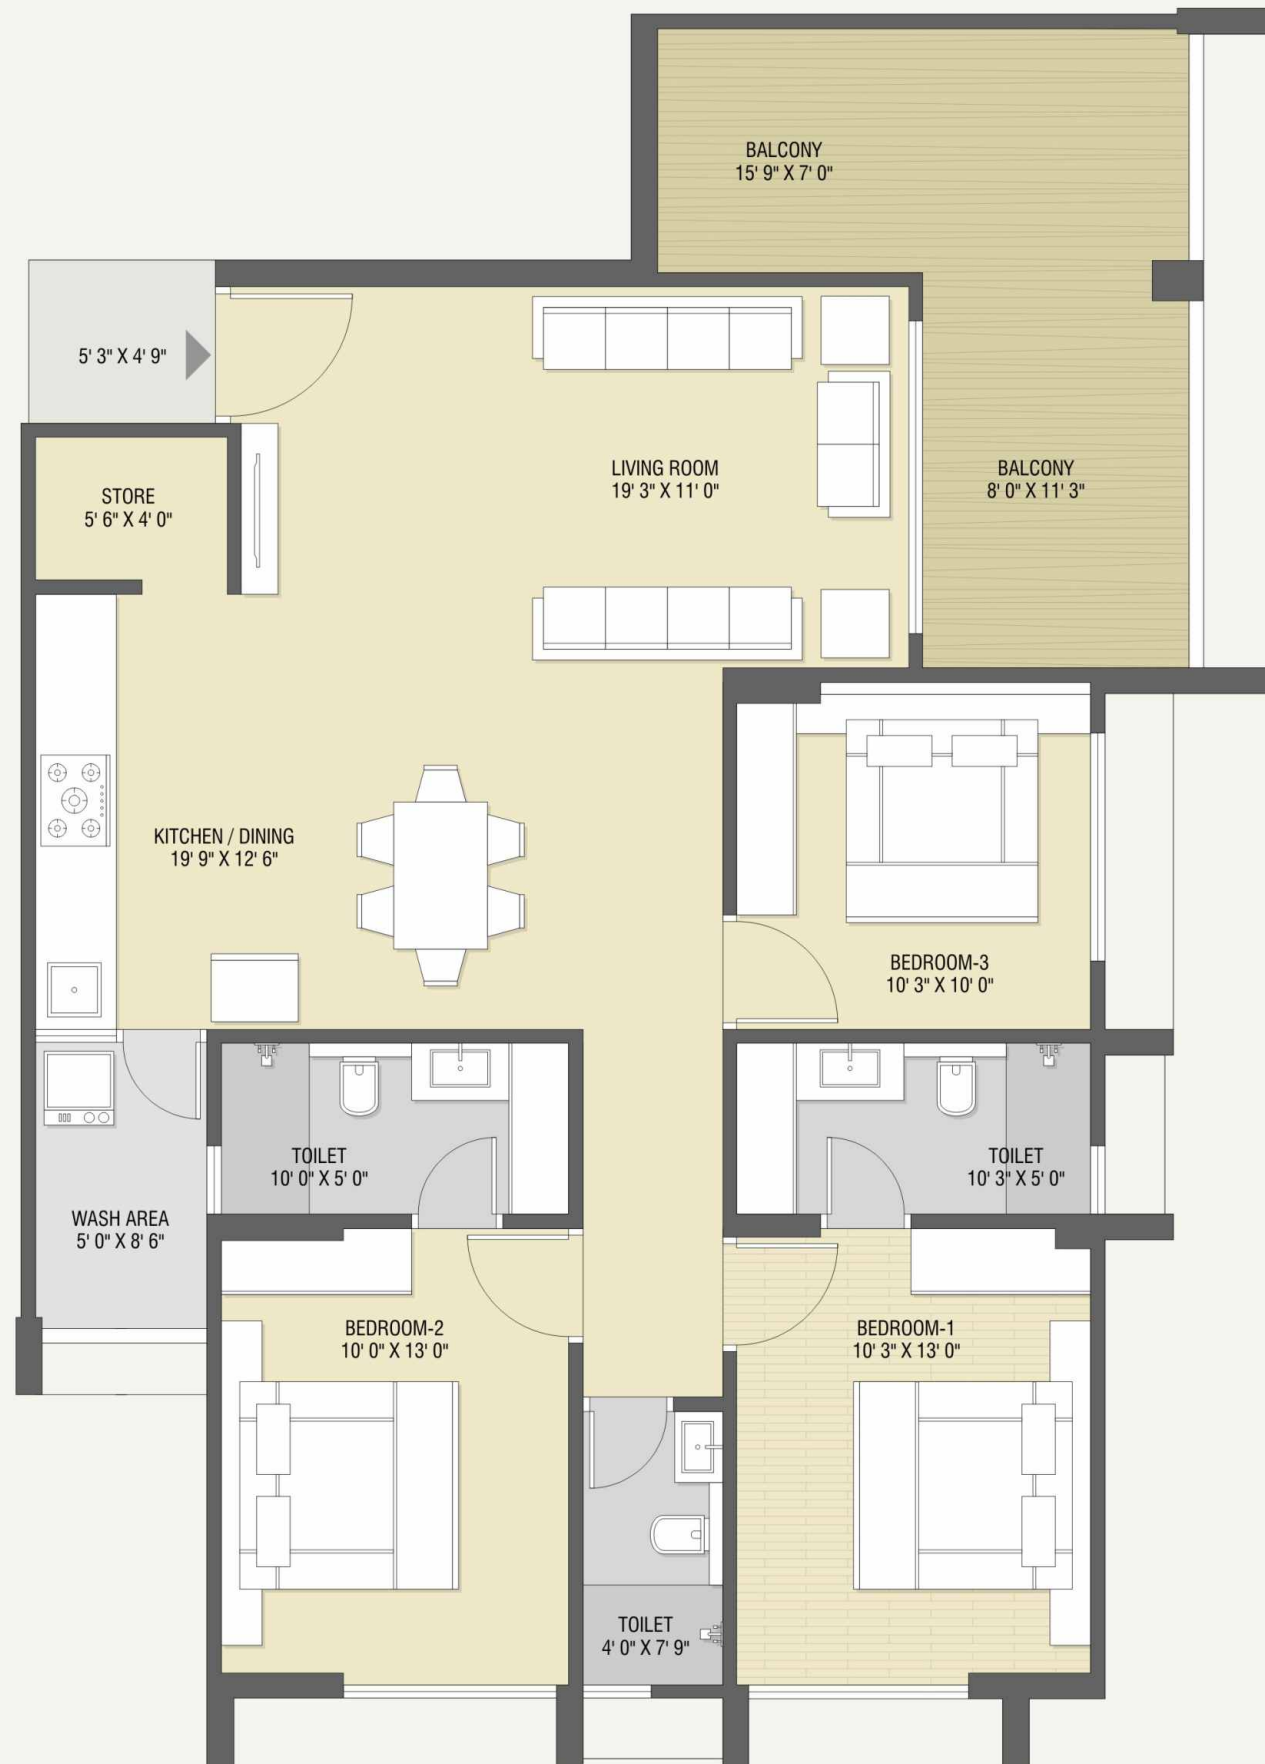 BALCONY
15' 9" X 7' 0"
5' 3" X 4' 9"
LIVING ROOM
19' 3" X 11' 0"
BALCONY
8' 0" X 11' 3"
STORE
5' 6" X 4' 0"
KITCHEN / DINING
19' 9" X 12' 6"
BEDROOM-3
10' 3" X 10' 0"
TOILET
10' 0" X 5' 0"
TOILET
10' 3" X 5' 0"
WASH AREA
5' 0" X 8' 6"
BEDROOM-2
10' 0" X 13' 0"
BEDROOM-1
10' 3" X 13' 0"
TOILET
4' 0" X 7' 9"